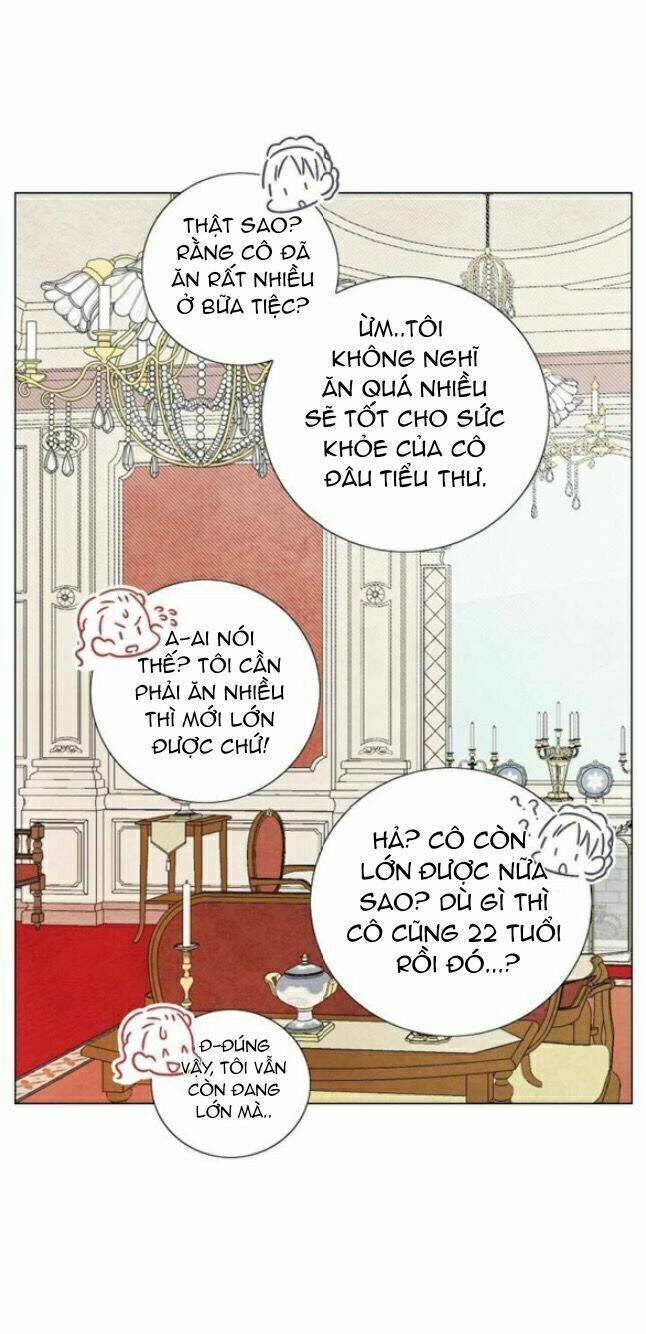 THẬT SAO?
RẰNG CÔ ĐÃ
ĂN RẤT NHIỀU
Ở BỮA TIỆC?
ỪM..TÔI
KHÔNG NGHĨ
ĂN QUÁ NHIỀU
SẼ TỐT CHO SỨC
KHỎE CỦA CÔ
ĐÂU TIỂU THƯ.
A-AI NÓI
THẾ? TÔI CẦN
PHẢI ĂN NHIỀU
THÌ MỚI LỚN
ĐƯỢC CHỨ!
HẢ? CÔ CÒN
LỚN ĐƯỢC NỮA
SAO? DÙ GÌ THÌ
CÔ CŨNG 22 TUỔI
RỒI ĐÓ...?
Đ-ĐÚNG
VẬY, TÔI VẪN
CÒN ĐANG
LỚN MÀ..